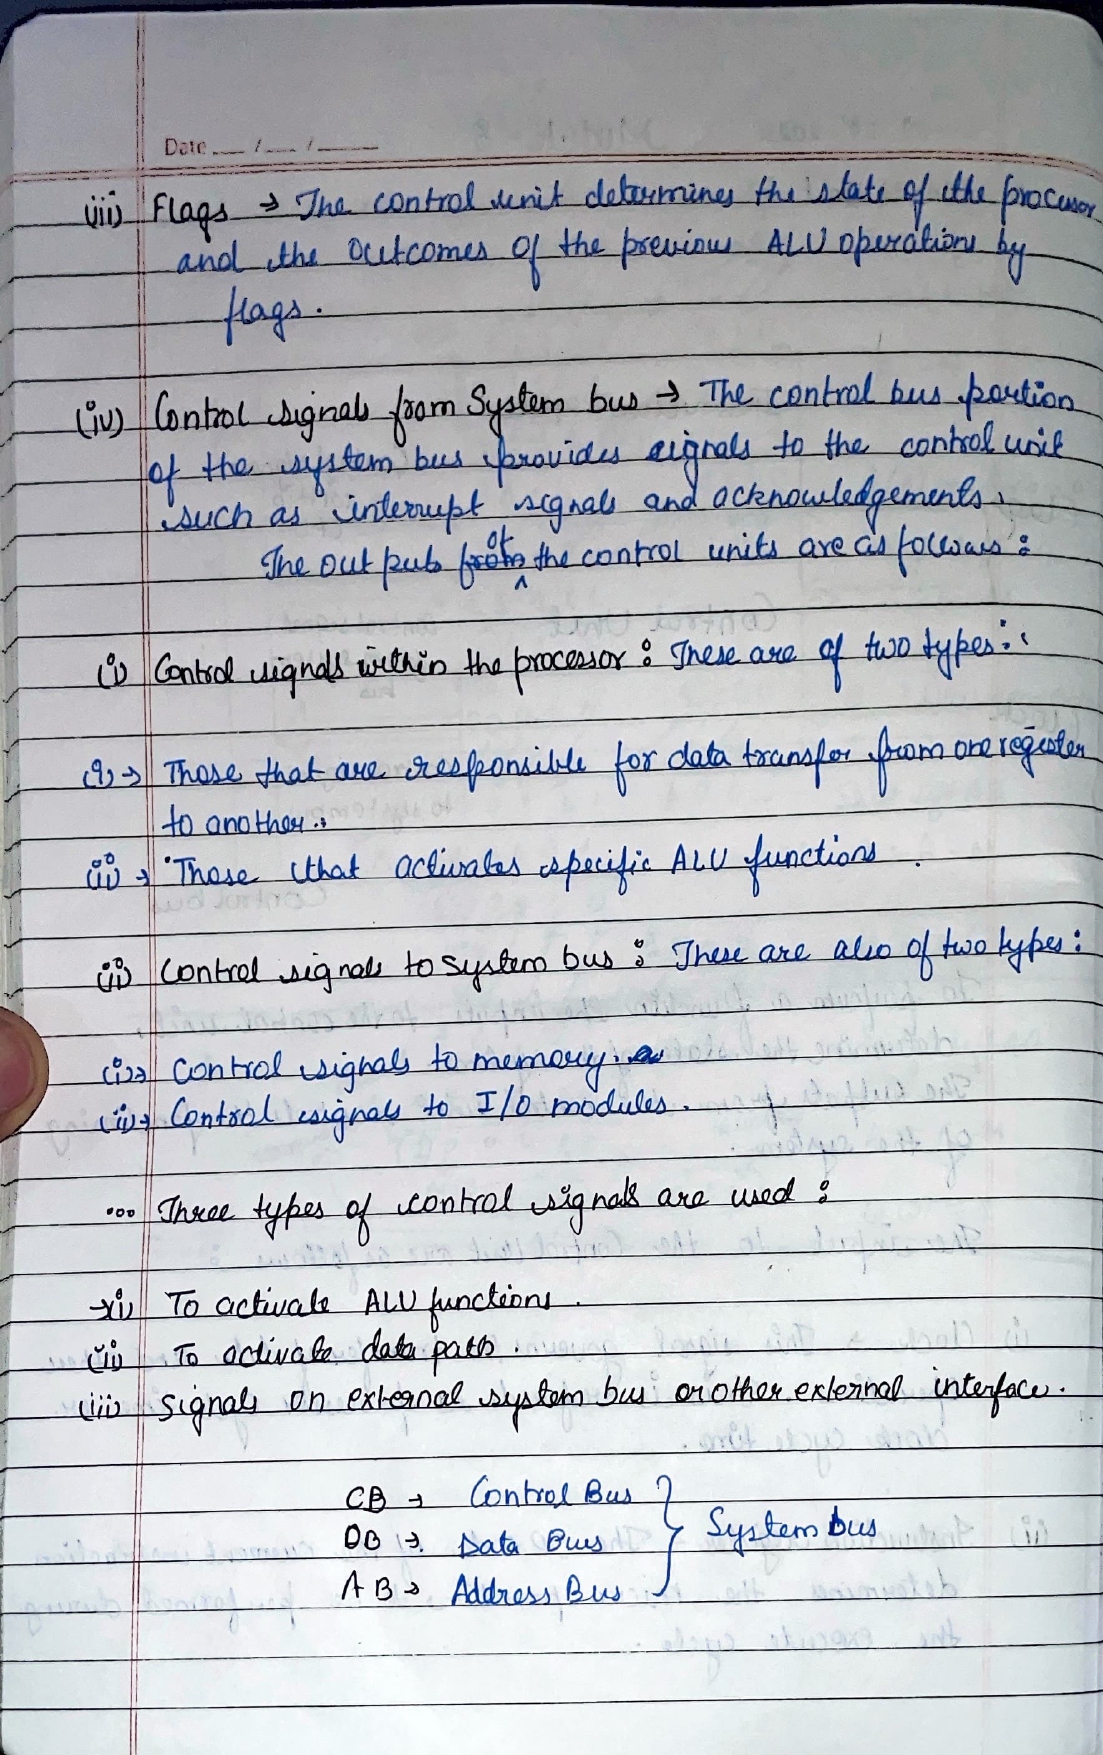 Date __ / __ / __
(iii) Flags → The control unit determines the state of the processor
and the outcomes of the previous ALU operations by
flags.
(iv) Control signals from System bus → The control bus portion
of the system bus provides signals to the control unit
such as interrupt signals and acknowledgements.
of
The output from the control units are as follows :
(i) Control signals within the processor : These are of two types :
(i) → Those that are responsible for data transfer from one register
to another.
(ii) → Those that activates specific ALU functions.
(ii) Control signals to system bus : These are also of two types :
(i) → Control signals to memory.
(ii) → Control signals to I/O modules.
∴ Three types of control signals are used :
→ (i) To activate ALU functions.
(ii) To activate data path.
(iii) signals on external system bus or other external interface.
CB → Control Bus
DB → Data Bus } System bus
AB → Address Bus